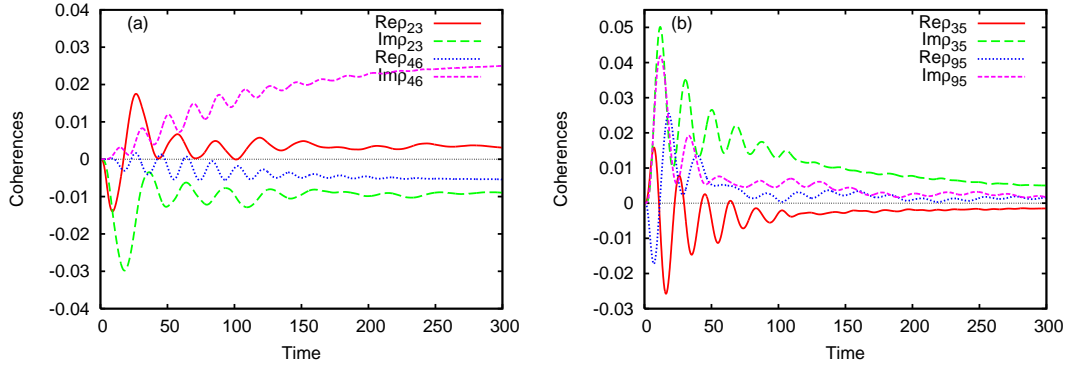 (a)
Reρ23
Imρ23
Reρ46
Imρ46
0.04
0.03
0.02
0.01
0
-0.01
-0.02
-0.03
-0.04
Coherences
0 50 100 150 200 250 300
Time
(b)
Reρ35
Imρ35
Reρ95
Imρ95
0.05
0.04
0.03
0.02
0.01
0
-0.01
-0.02
-0.03
Coherences
0 50 100 150 200 250 300
Time